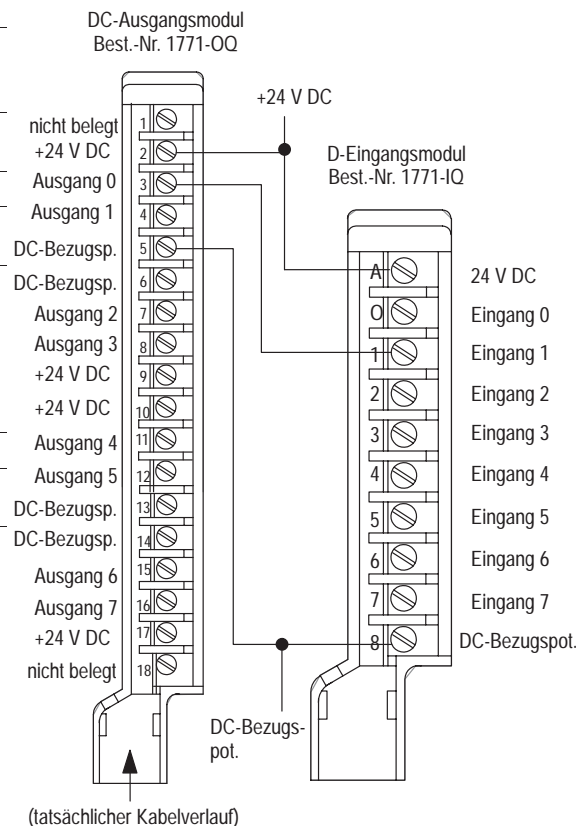 DC-Ausgangsmodul
Best.-Nr. 1771-OQ
+24 V DC
D-Eingangsmodul
Best.-Nr. 1771-IQ
nicht belegt 1
+24 V DC 2
Ausgang 0 3
Ausgang 1 4
DC-Bezugsp. 5
DC-Bezugsp. 6
Ausgang 2 7
Ausgang 3 8
+24 V DC 9
+24 V DC 10
Ausgang 4 11
Ausgang 5 12
DC-Bezugsp. 13
DC-Bezugsp. 14
Ausgang 6 15
Ausgang 7 16
+24 V DC 17
nicht belegt 18
A 24 V DC
O Eingang 0
1 Eingang 1
2 Eingang 2
3 Eingang 3
4 Eingang 4
5 Eingang 5
6 Eingang 6
7 Eingang 7
8 DC-Bezugspot.
DC-Bezugs-
pot.
(tatsächlicher Kabelverlauf)